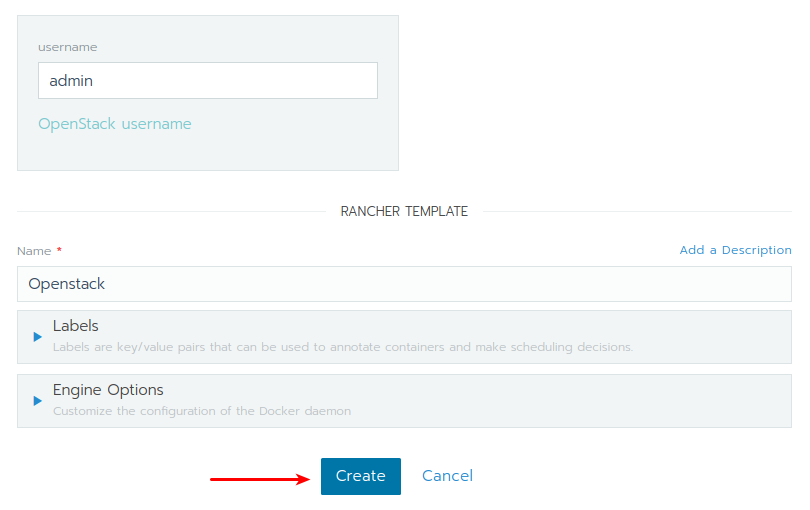 username
admin
OpenStack username
RANCHER TEMPLATE
Name *
Add a Description
Openstack
Labels
Labels are key/value pairs that can be used to annotate containers and make scheduling decisions.
Engine Options
Customize the configuration of the Docker daemon
Create
Cancel